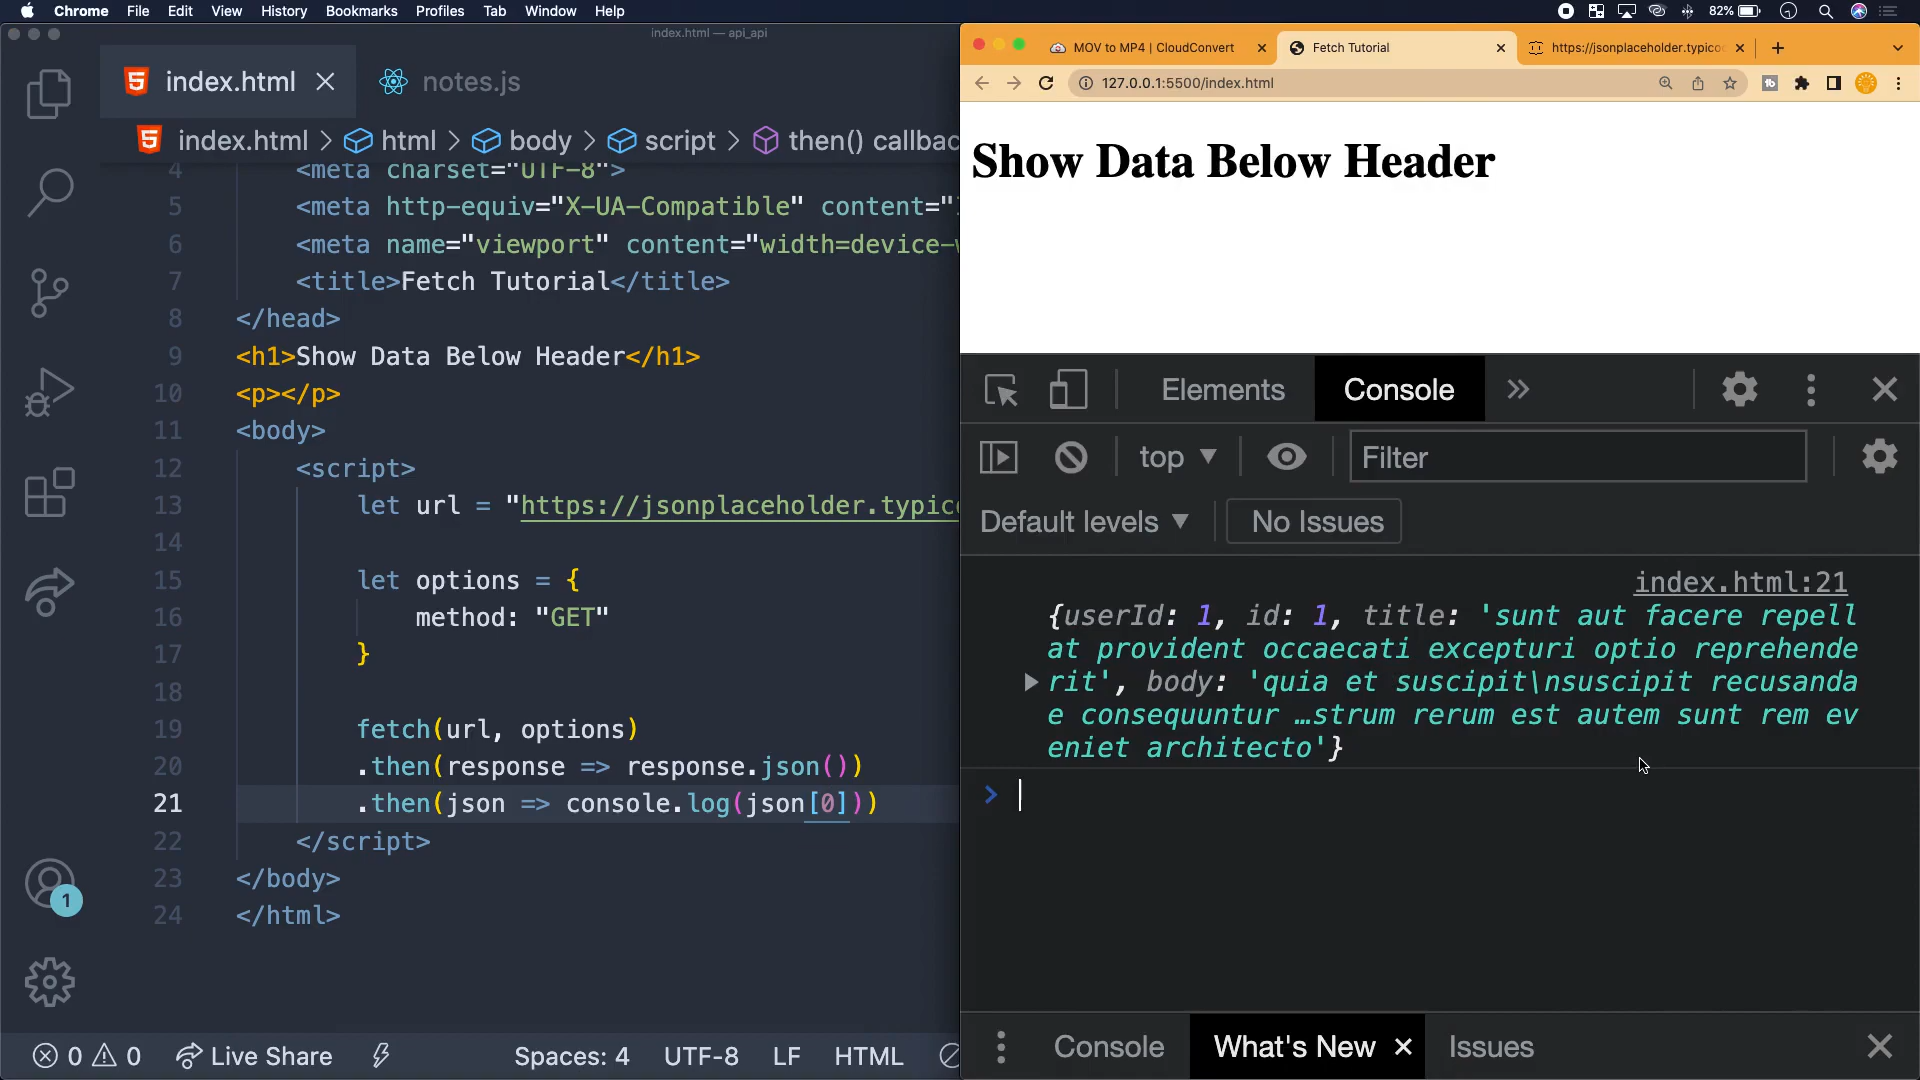 Chrome File Edit View History Bookmarks Profiles Tab Window Help
82%
index.html — api_api
index.html
notes.js
index.html > html > body > script > then() callbac
4 <meta charset="UTF-8">
5 <meta http-equiv="X-UA-Compatible" content="
6 <meta name="viewport" content="width=device-
7 <title>Fetch Tutorial</title>
8 </head>
9 <h1>Show Data Below Header</h1>
10 <p></p>
11 <body>
12 <script>
13 let url = "https://jsonplaceholder.typic
14
15 let options = {
16 method: "GET"
17 }
18
19 fetch(url, options)
20 .then(response => response.json())
21 .then(json => console.log(json[0]))
22 </script>
23 </body>
24 </html>
1
0 0 Live Share Spaces: 4 UTF-8 LF HTML
MOV to MP4 | CloudConvert
Fetch Tutorial
https://jsonplaceholder.typico
127.0.0.1:5500/index.html
Show Data Below Header
Elements Console
top Filter
Default levels No Issues
index.html:21
{userId: 1, id: 1, title: 'sunt aut facere repell
at provident occaecati excepturi optio reprehende
rit', body: 'quia et suscipit\nsuscipit recusanda
e consequuntur …strum rerum est autem sunt rem ev
eniet architecto'}
>
Console What's New Issues